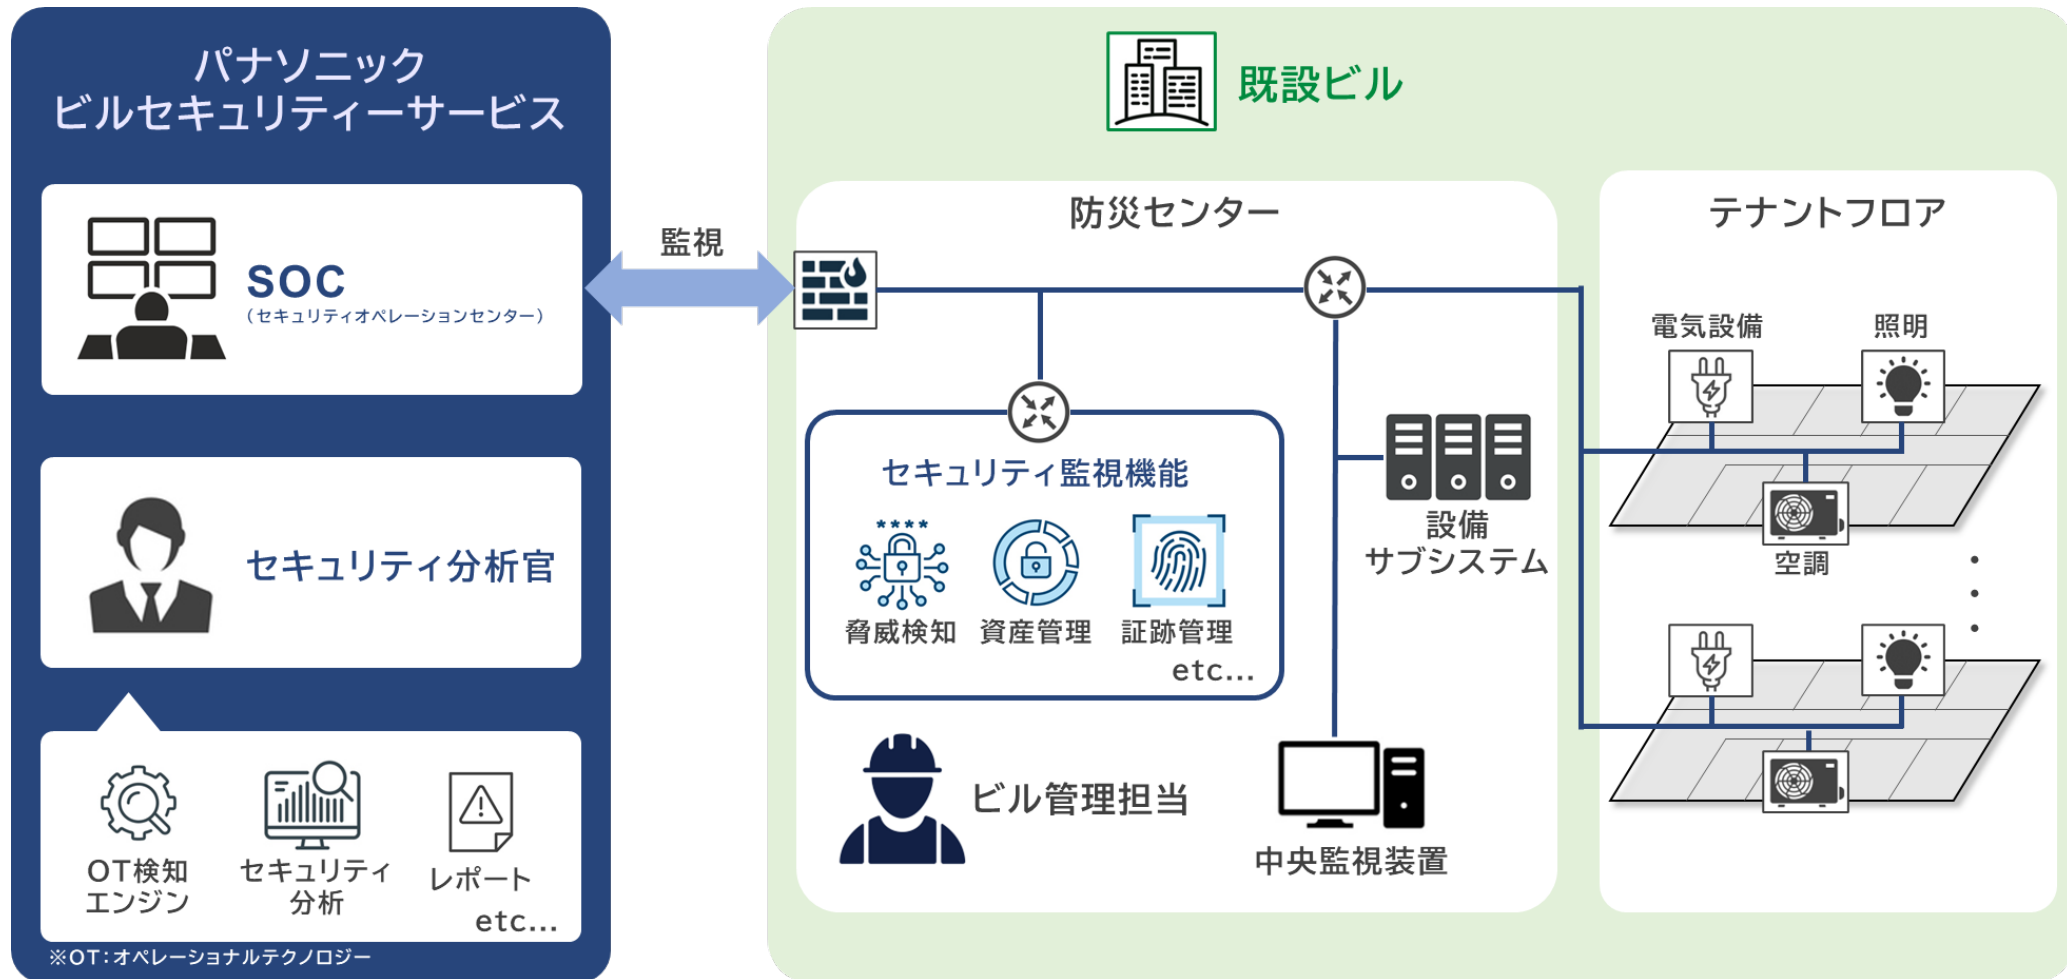 パナソニック
ビルセキュリティーサービス
SOC
（セキュリティオペレーションセンター）
セキュリティ分析官
OT検知
エンジン
セキュリティ
分析
レポート
etc...
※OT：オペレーショナルテクノロジー
監視
既設ビル
防災センター
セキュリティ監視機能
****
脅威検知
資産管理
証跡管理
etc...
ビル管理担当
設備
サブシステム
中央監視装置
テナントフロア
電気設備
照明
空調